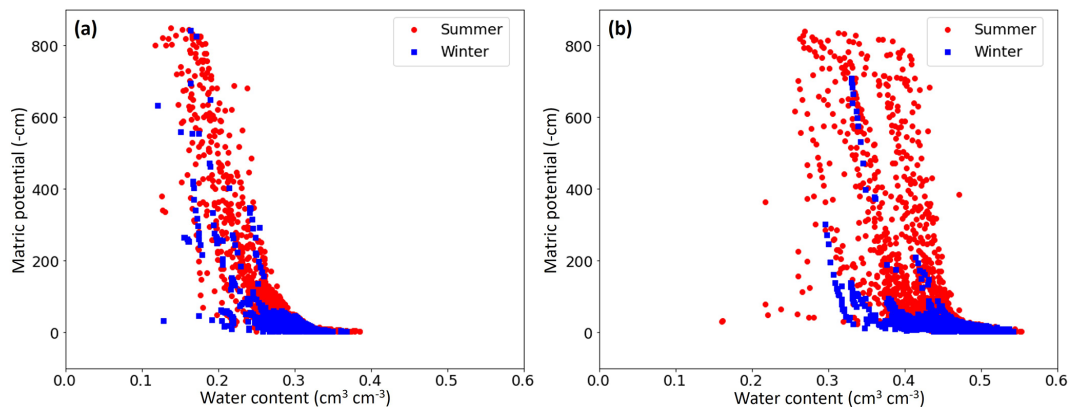 (a)
Summer
Winter
800
600
400
200
0
Matric potential (-cm)
0.0 0.1 0.2 0.3 0.4 0.5 0.6
Water content (cm³ cm⁻³)
(b)
Summer
Winter
800
600
400
200
0
Matric potential (-cm)
0.0 0.1 0.2 0.3 0.4 0.5 0.6
Water content (cm³ cm⁻³)